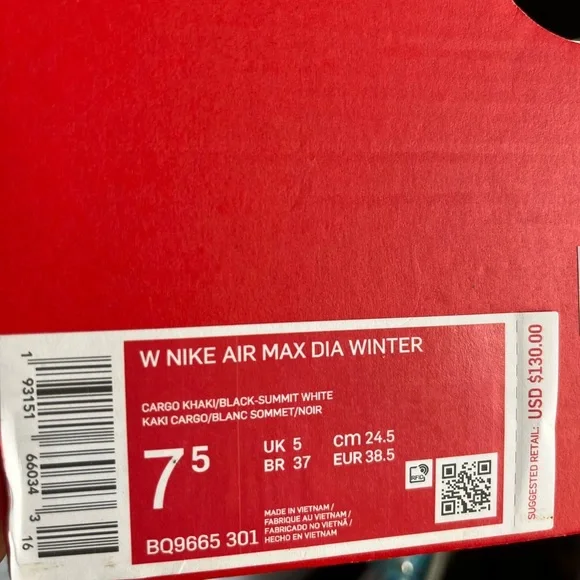 W NIKE AIR MAX DIA WINTER
CARGO KHAKI/BLACK-SUMMIT WHITE
KAKI CARGO/BLANC SOMMET/NOIR
7 5
UK 5
BR 37
cm 24.5
EUR 38.5
RFID
MADE IN VIETNAM /
FABRIQUE AU VIETNAM /
FABRICADO NO VIETNÃ /
HECHO EN VIETNAM
BQ9665 301
SUGGESTED RETAIL: USD $130.00
1 93151 66034 3 16